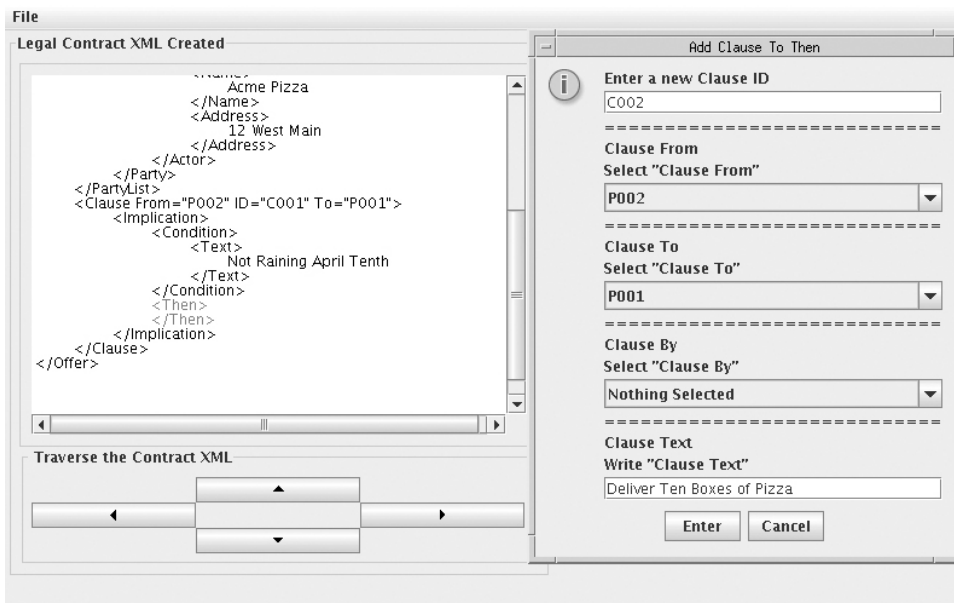 File
Legal Contract XML Created
<Name>
Acme Pizza
</Name>
<Address>
12 West Main
</Address>
</Actor>
</Party>
</PartyList>
<Clause From="P002" ID="C001" To="P001">
<Implication>
<Condition>
<Text>
Not Raining April Tenth
</Text>
</Condition>
<Then>
</Then>
</Implication>
</Clause>
</Offer>
Traverse the Contract XML
Add Clause To Then
Enter a new Clause ID
C002
============================
Clause From
Select "Clause From"
P002
============================
Clause To
Select "Clause To"
P001
============================
Clause By
Select "Clause By"
Nothing Selected
============================
Clause Text
Write "Clause Text"
Deliver Ten Boxes of Pizza
Enter Cancel